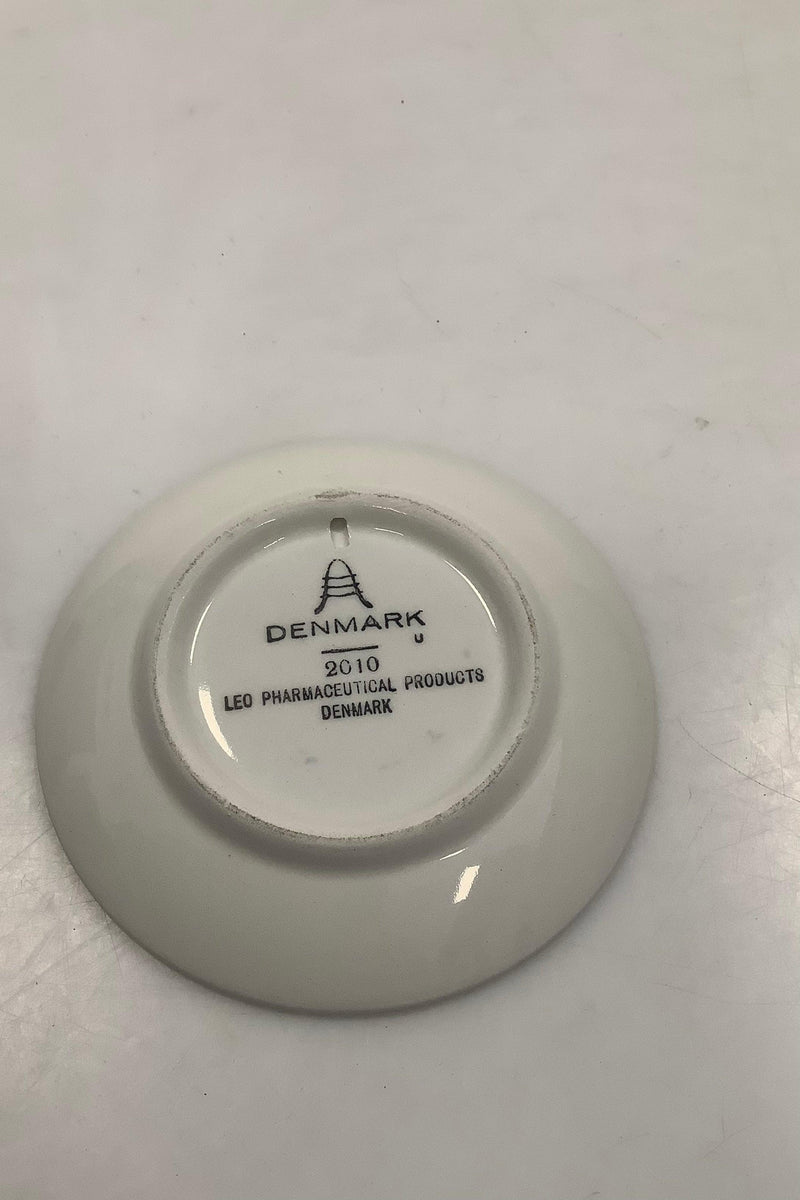 DENMARK
U
2010
LEO PHARMACEUTICAL PRODUCTS
DENMARK